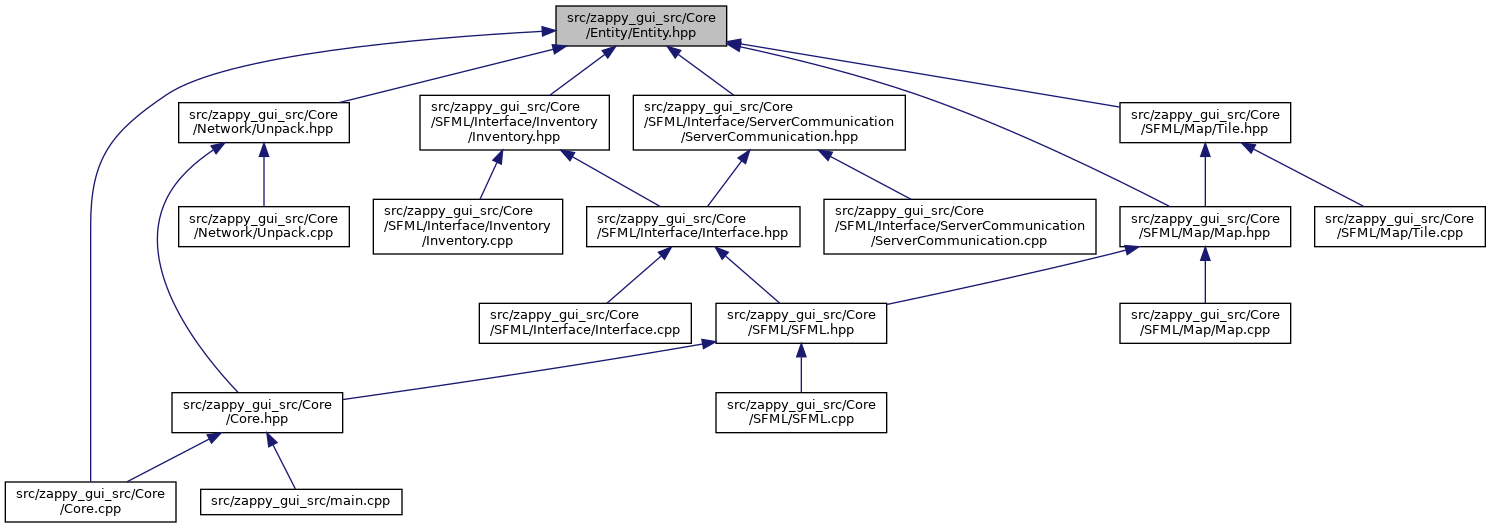 src/zappy_gui_src/Core
/Entity/Entity.hpp
src/zappy_gui_src/Core
/Network/Unpack.hpp
src/zappy_gui_src/Core
/SFML/Interface/Inventory
/Inventory.hpp
src/zappy_gui_src/Core
/SFML/Interface/ServerCommunication
/ServerCommunication.hpp
src/zappy_gui_src/Core
/SFML/Map/Tile.hpp
src/zappy_gui_src/Core
/Network/Unpack.cpp
src/zappy_gui_src/Core
/SFML/Interface/Inventory
/Inventory.cpp
src/zappy_gui_src/Core
/SFML/Interface/Interface.hpp
src/zappy_gui_src/Core
/SFML/Interface/ServerCommunication
/ServerCommunication.cpp
src/zappy_gui_src/Core
/SFML/Map/Map.hpp
src/zappy_gui_src/Core
/SFML/Map/Tile.cpp
src/zappy_gui_src/Core
/SFML/Interface/Interface.cpp
src/zappy_gui_src/Core
/SFML/SFML.hpp
src/zappy_gui_src/Core
/SFML/Map/Map.cpp
src/zappy_gui_src/Core
/Core.hpp
src/zappy_gui_src/Core
/SFML/SFML.cpp
src/zappy_gui_src/Core
/Core.cpp
src/zappy_gui_src/main.cpp